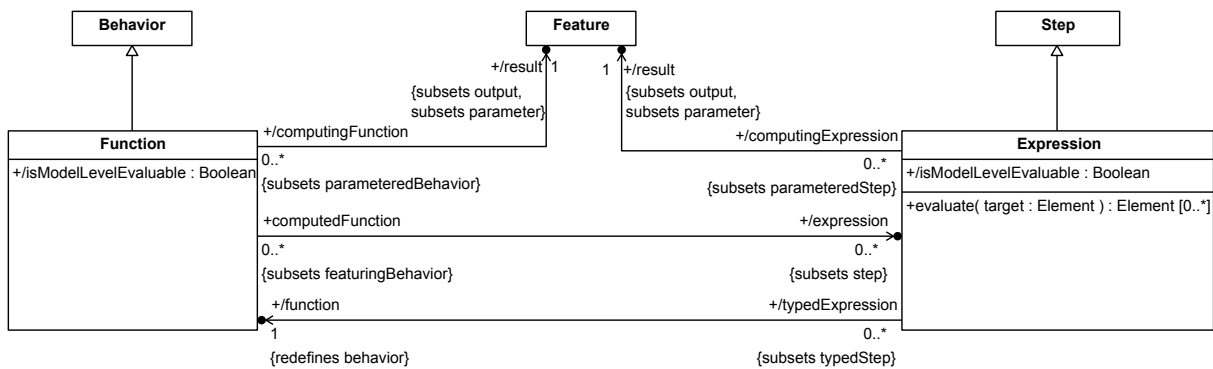 Behavior
Feature
Step
+/result 1
1 +/result
{subsets output,
subsets parameter}
{subsets output,
subsets parameter}
Function
+/isModelLevelEvaluable : Boolean
+/computingFunction
0..*
{subsets parameteredBehavior}
+/computingExpression
0..*
{subsets parameteredStep}
Expression
+/isModelLevelEvaluable : Boolean
+evaluate( target : Element ) : Element [0..*]
+computedFunction
0..*
{subsets featuringBehavior}
+/expression
0..*
{subsets step}
+/function
1
{redefines behavior}
+/typedExpression
0..*
{subsets typedStep}